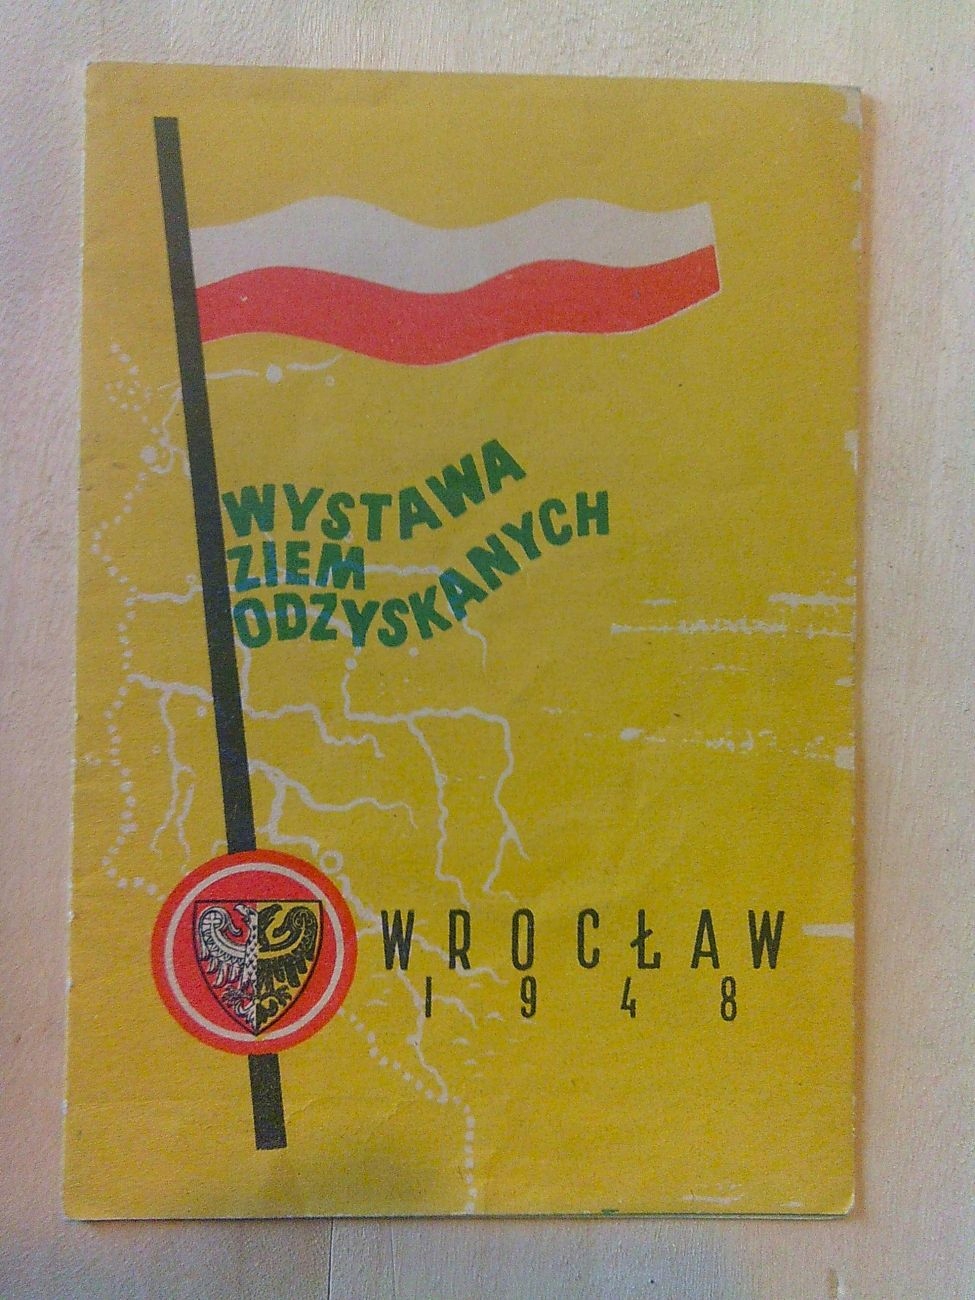 WYSTAWA
ZIEM
ODZYSKANYCH
WROCŁAW
1948